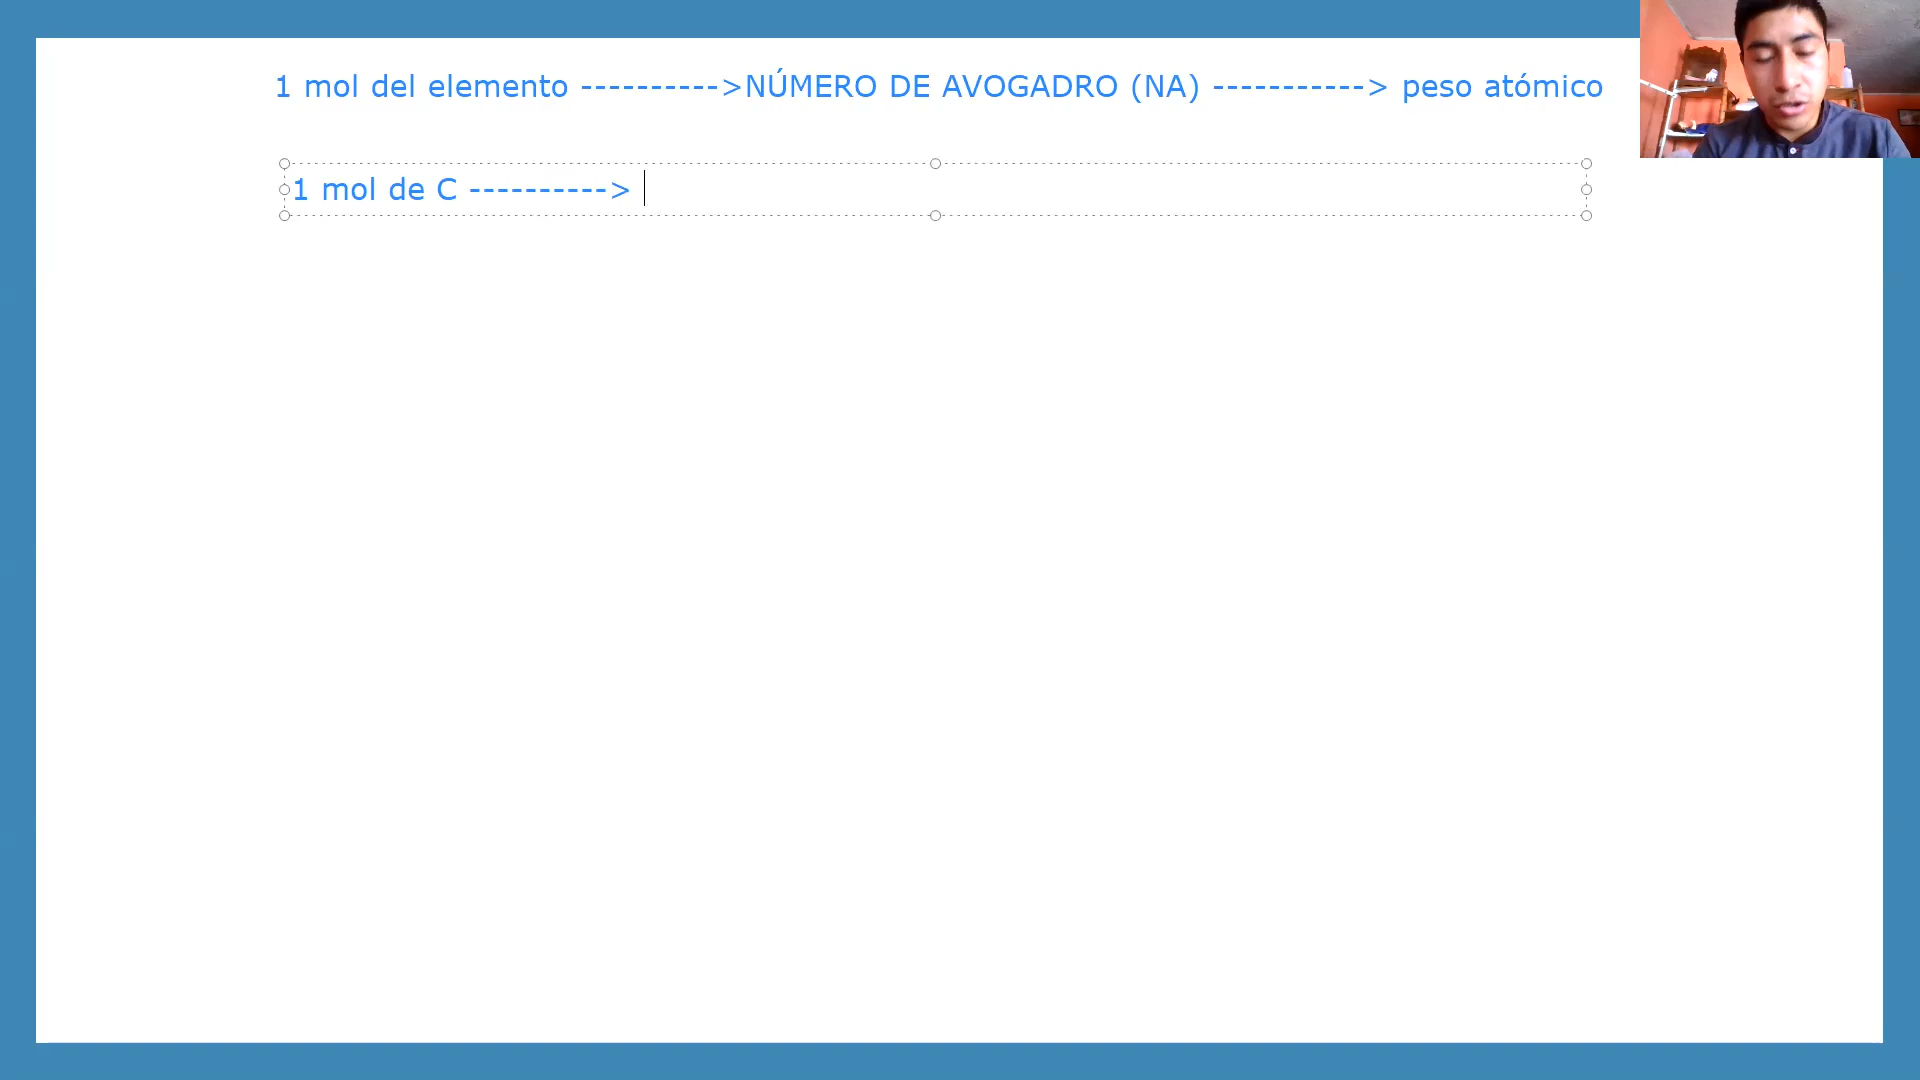 1 mol del elemento ---------->NÚMERO DE AVOGADRO (NA) -----------> peso atómico
1 mol de C ---------->